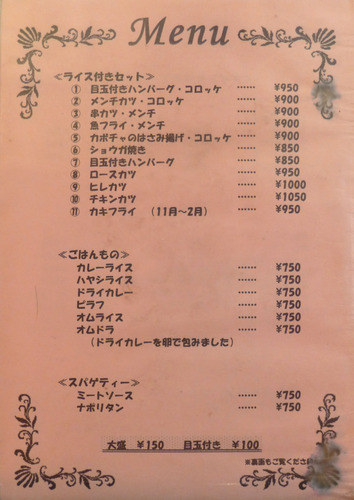 Menu
≪ライス付きセット≫
① 目玉付きハンバーグ・コロッケ …… ¥950
② メンチカツ・コロッケ …… ¥900
③ 串カツ・メンチ …… ¥900
④ 魚フライ・メンチ …… ¥900
⑤ カボチャのはさみ揚げ・コロッケ …… ¥900
⑥ ショウガ焼き …… ¥850
⑦ 目玉付きハンバーグ …… ¥850
⑧ ロースカツ …… ¥950
⑨ ヒレカツ …… ¥1000
⑩ チキンカツ …… ¥1050
⑪ カキフライ （11月～2月） …… ¥950
≪ごはんもの≫
カレーライス …… ¥750
ハヤシライス …… ¥750
ドライカレー …… ¥750
ピラフ …… ¥750
オムライス …… ¥750
オムドラ …… ¥750
（ドライカレーを卵で包みました）
≪スパゲティー≫
ミートソース …… ¥750
ナポリタン …… ¥750
大盛 ¥150 目玉付き ¥100
※裏面もご覧ください